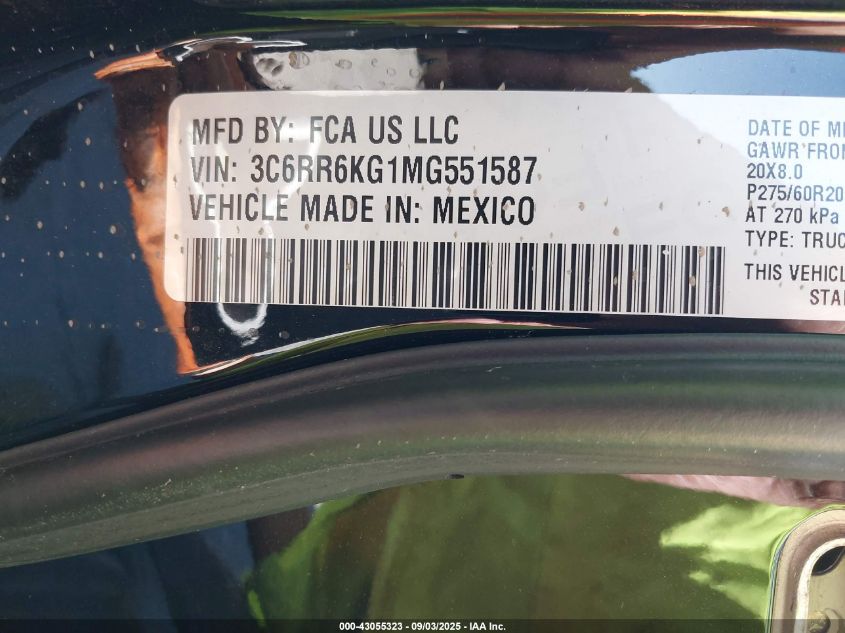 MFD BY: FCA US LLC
VIN: 3C6RR6KG1MG551587
VEHICLE MADE IN: MEXICO
DATE OF M
GAWR FRON
20X8.0
P275/60R20
AT 270 kPa
TYPE: TRUC
THIS VEHICL
STA
000-43055323 - 09/03/2025 - IAA Inc.